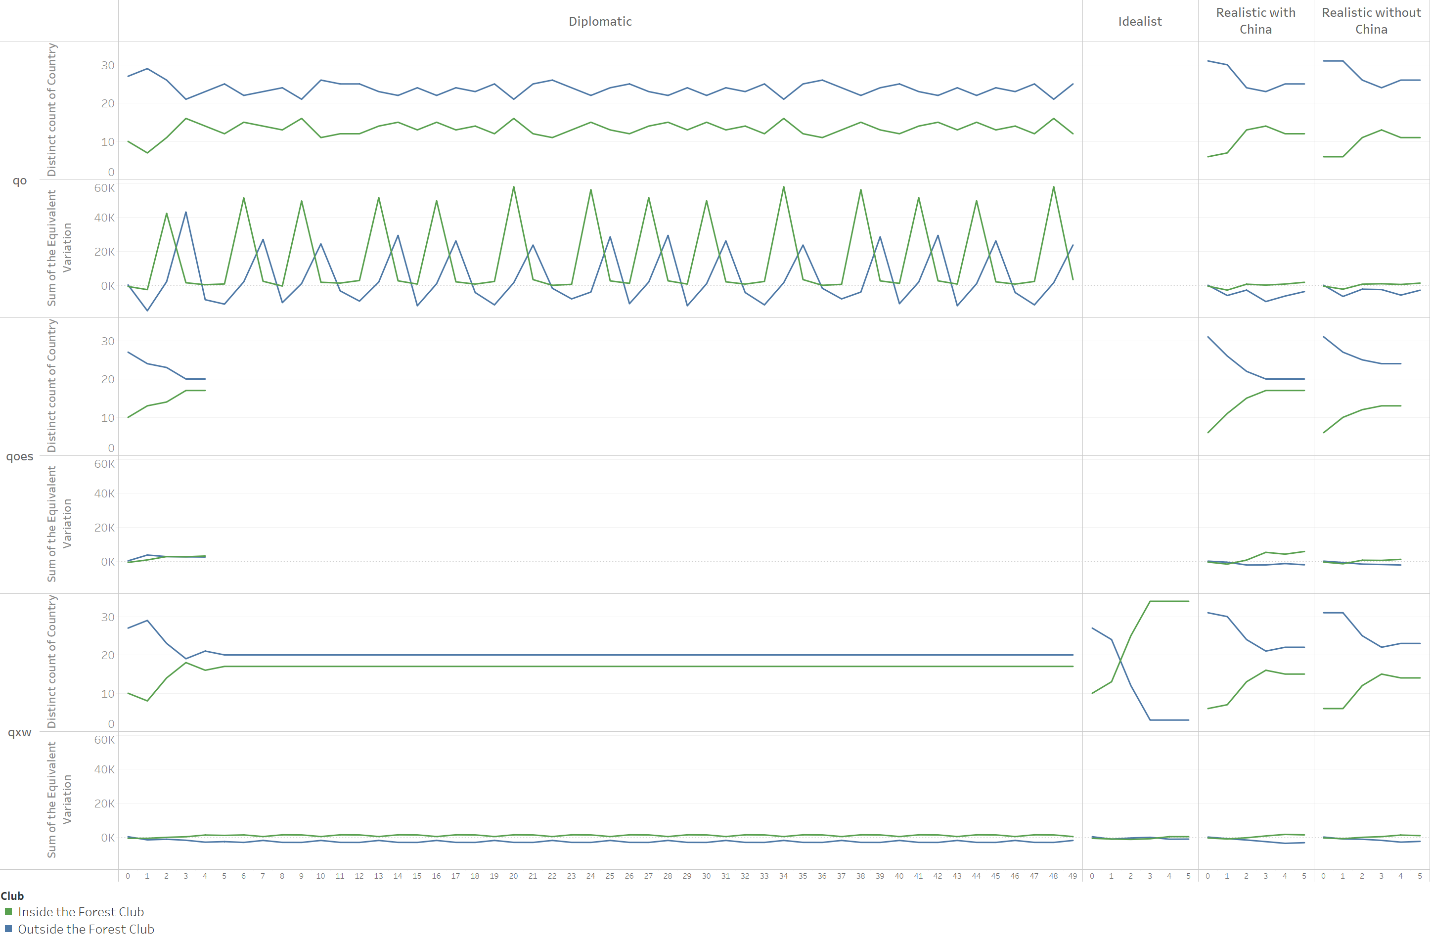 Diplomatic
Idealist
Realistic with
China
Realistic without
China
qo
Distinct count of Country
30
20
10
0
Sum of the Equivalent
Variation
60K
40K
20K
0K
qoes
Distinct count of Country
30
20
10
0
Sum of the Equivalent
Variation
60K
40K
20K
0K
qxw
Distinct count of Country
30
20
10
0
Sum of the Equivalent
Variation
60K
40K
20K
0K
0 1 2 3 4 5 6 7 8 9 10 11 12 13 14 15 16 17 18 19 20 21 22 23 24 25 26 27 28 29 30 31 32 33 34 35 36 37 38 39 40 41 42 43 44 45 46 47 48 49 0 1 2 3 4 5 0 1 2 3 4 5 0 1 2 3 4 5
Club
Inside the Forest Club
Outside the Forest Club